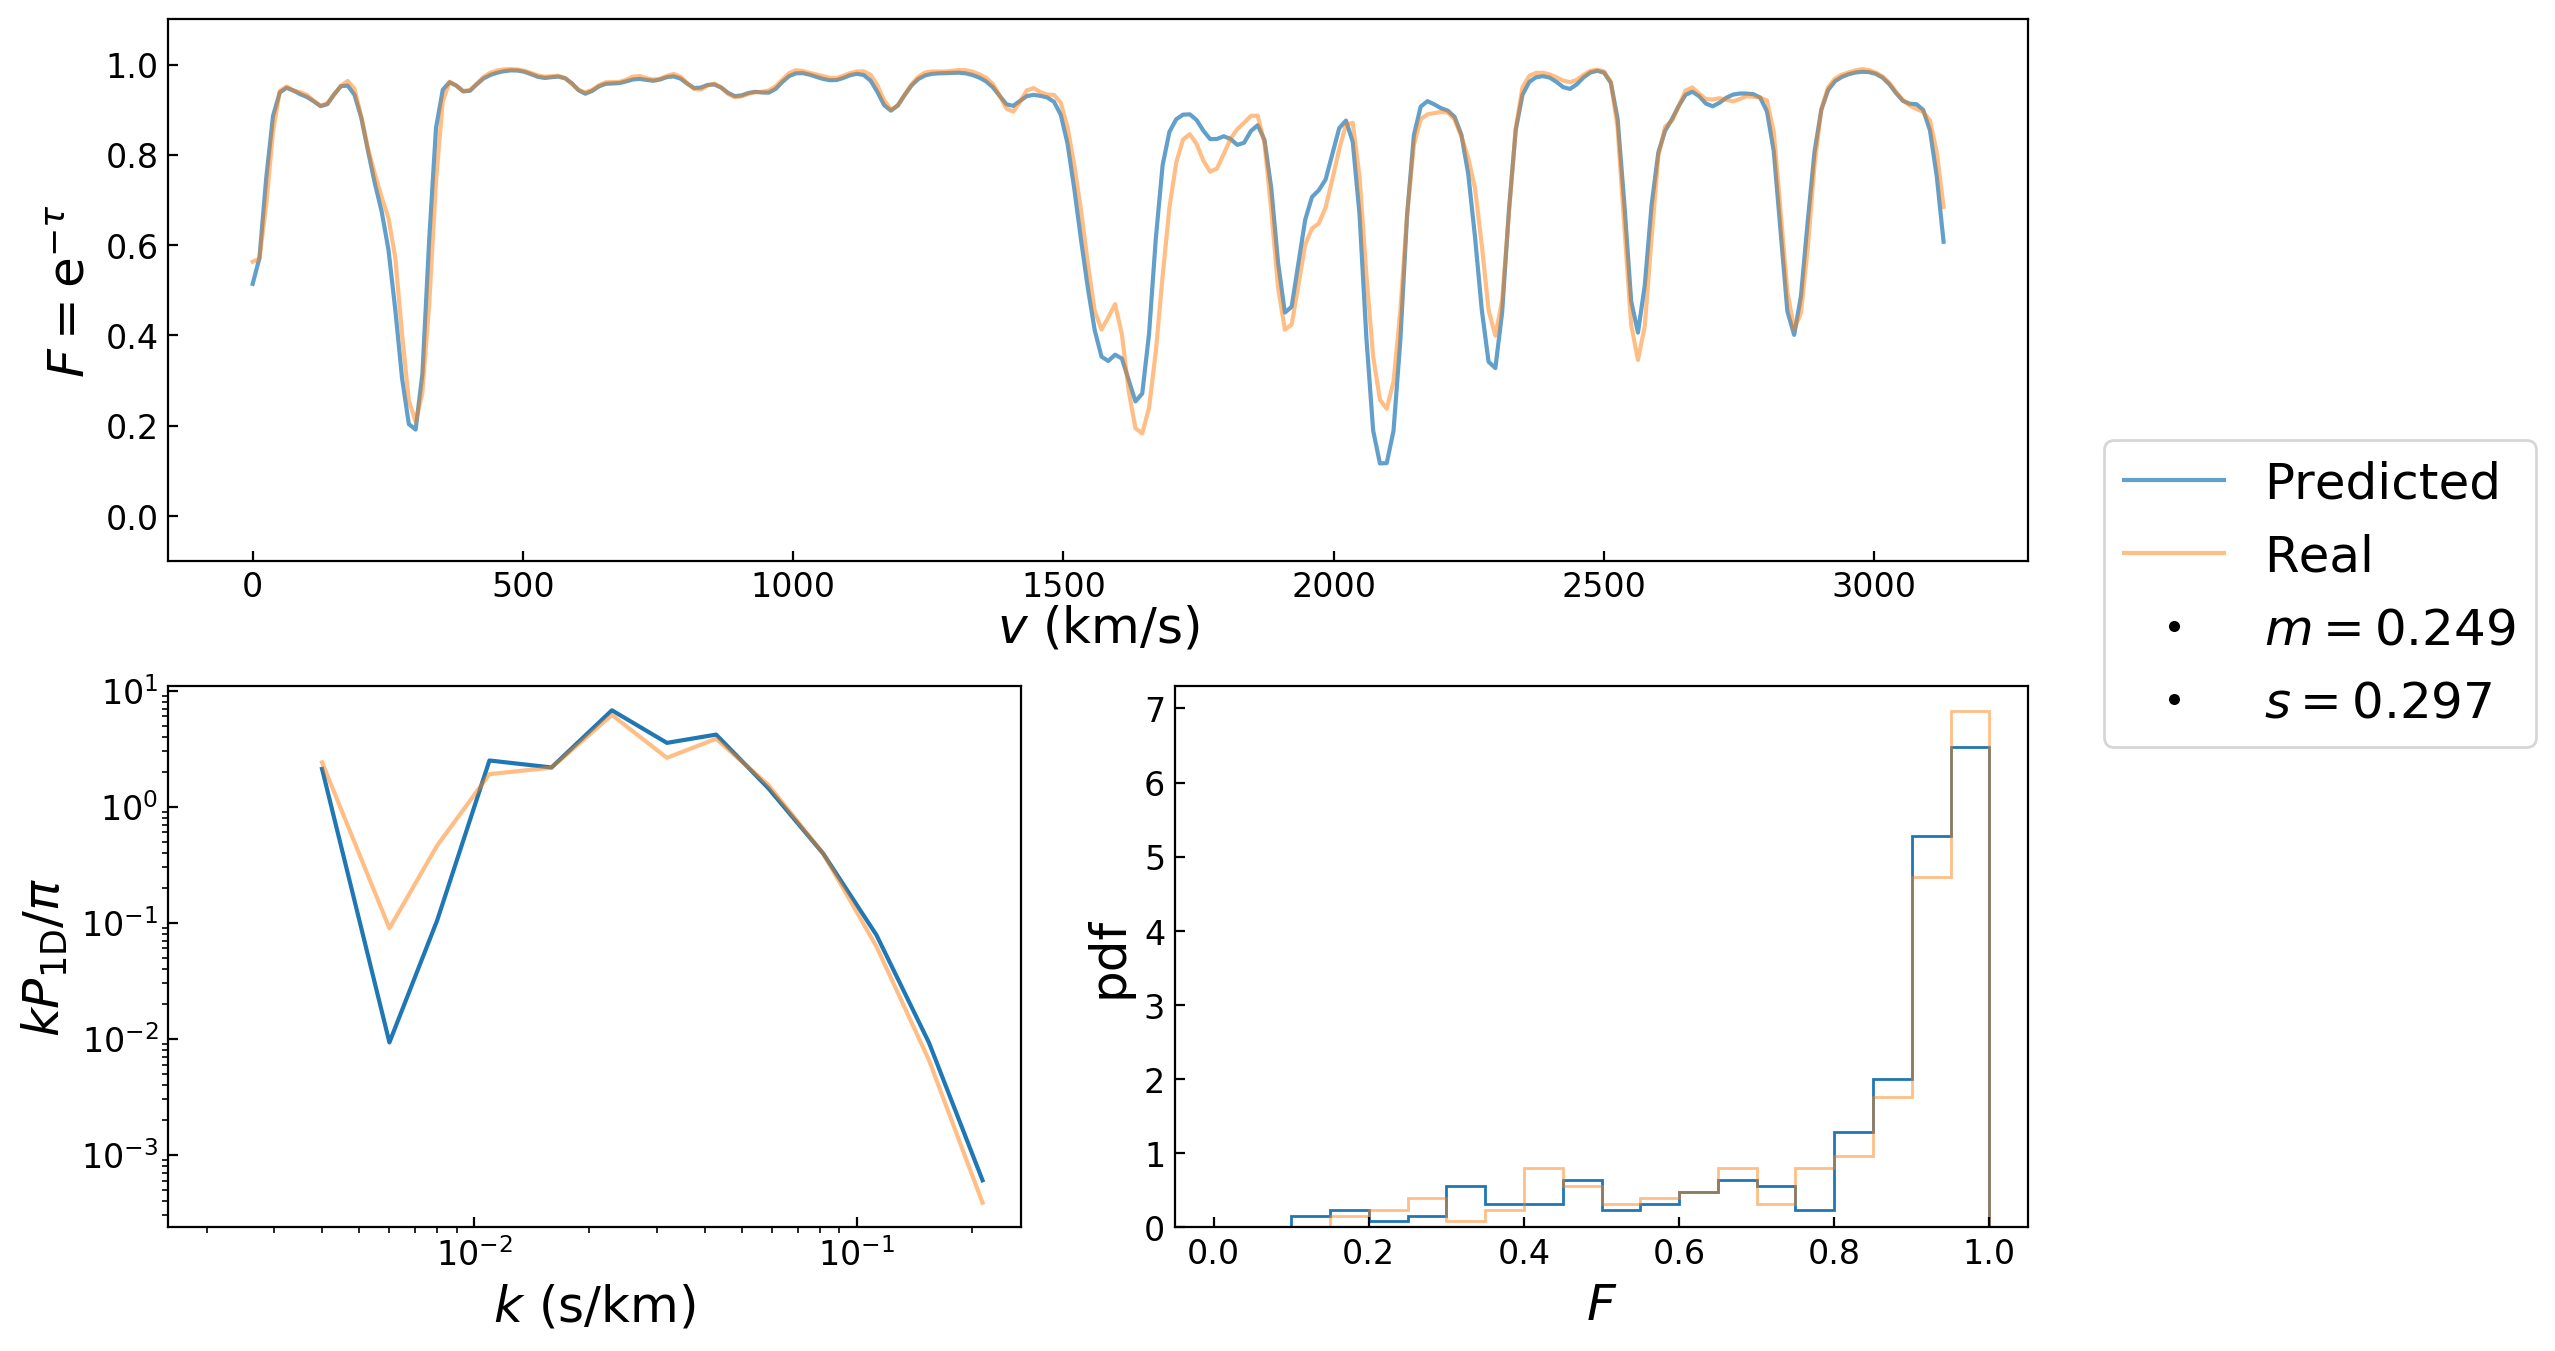 1.0
0.8
0.6
0.4
0.2
0.0
F = e^{−τ}
0 500 1000 1500 2000 2500 3000
v (km/s)
Predicted
Real
m = 0.249
s = 0.297
10^1
10^0
10^{−1}
10^{−2}
10^{−3}
kP_{1D}/π
10^{−2} 10^{−1}
k (s/km)
7
6
5
4
3
2
1
0
pdf
0.0 0.2 0.4 0.6 0.8 1.0
F